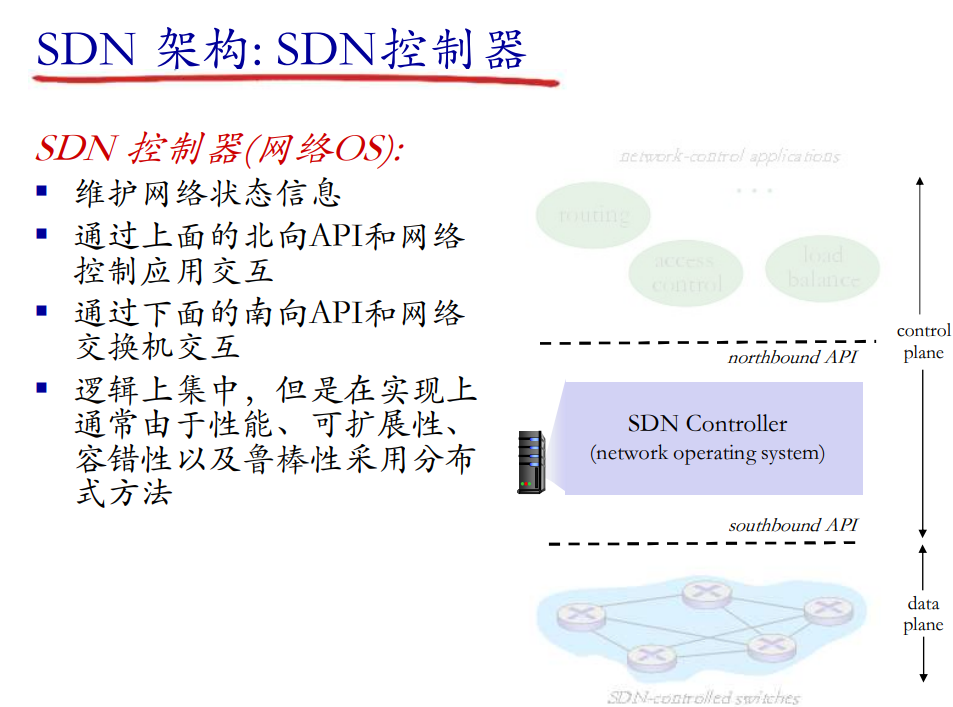 SDN 架构: SDN控制器
SDN 控制器(网络OS):
▪ 维护网络状态信息
▪ 通过上面的北向API和网络
控制应用交互
▪ 通过下面的南向API和网络
交换机交互
▪ 逻辑上集中，但是在实现上
通常由于性能、可扩展性、
容错性以及鲁棒性采用分布
式方法
network-control applications
...
routing
access
control
load
balance
control
plane
northbound API
SDN Controller
(network operating system)
southbound API
data
plane
SDN-controlled switches